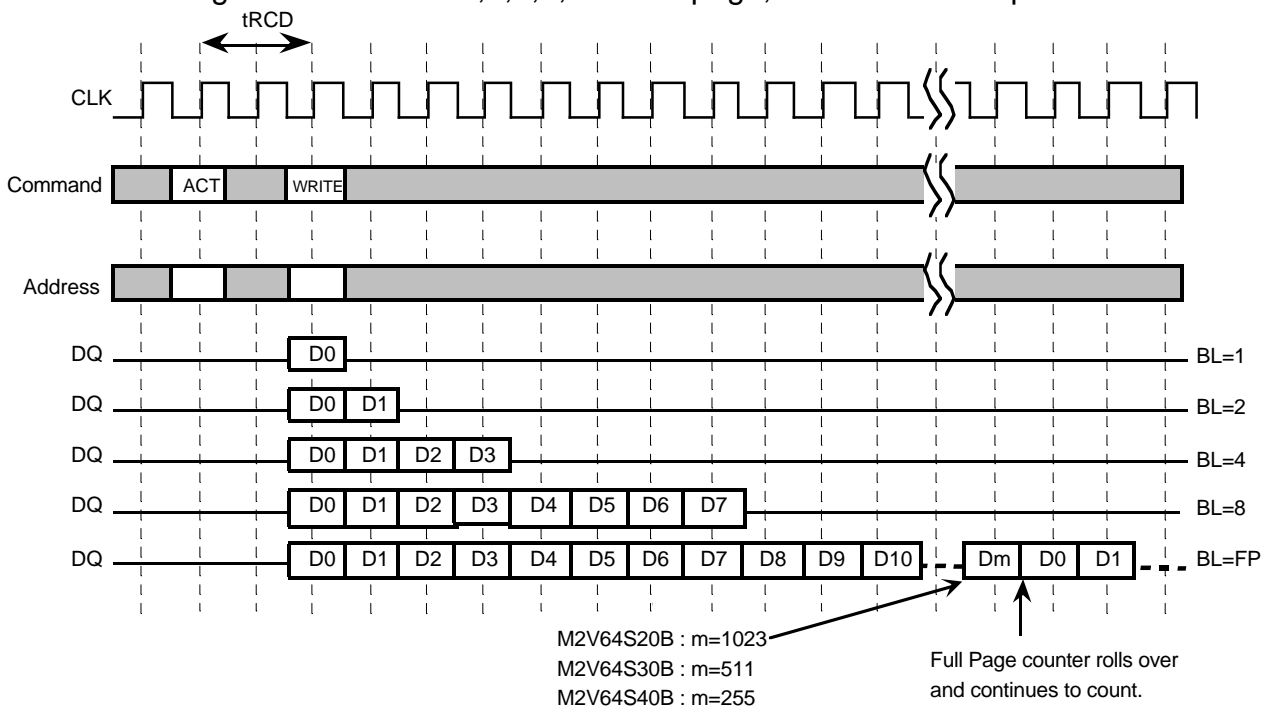 tRCD
CLK
Command ACT WRITE
Address
DQ D0 BL=1
DQ D0 D1 BL=2
DQ D0 D1 D2 D3 BL=4
DQ D0 D1 D2 D3 D4 D5 D6 D7 BL=8
DQ D0 D1 D2 D3 D4 D5 D6 D7 D8 D9 D10 Dm D0 D1 BL=FP
M2V64S20B : m=1023
M2V64S30B : m=511
M2V64S40B : m=255
Full Page counter rolls over
and continues to count.